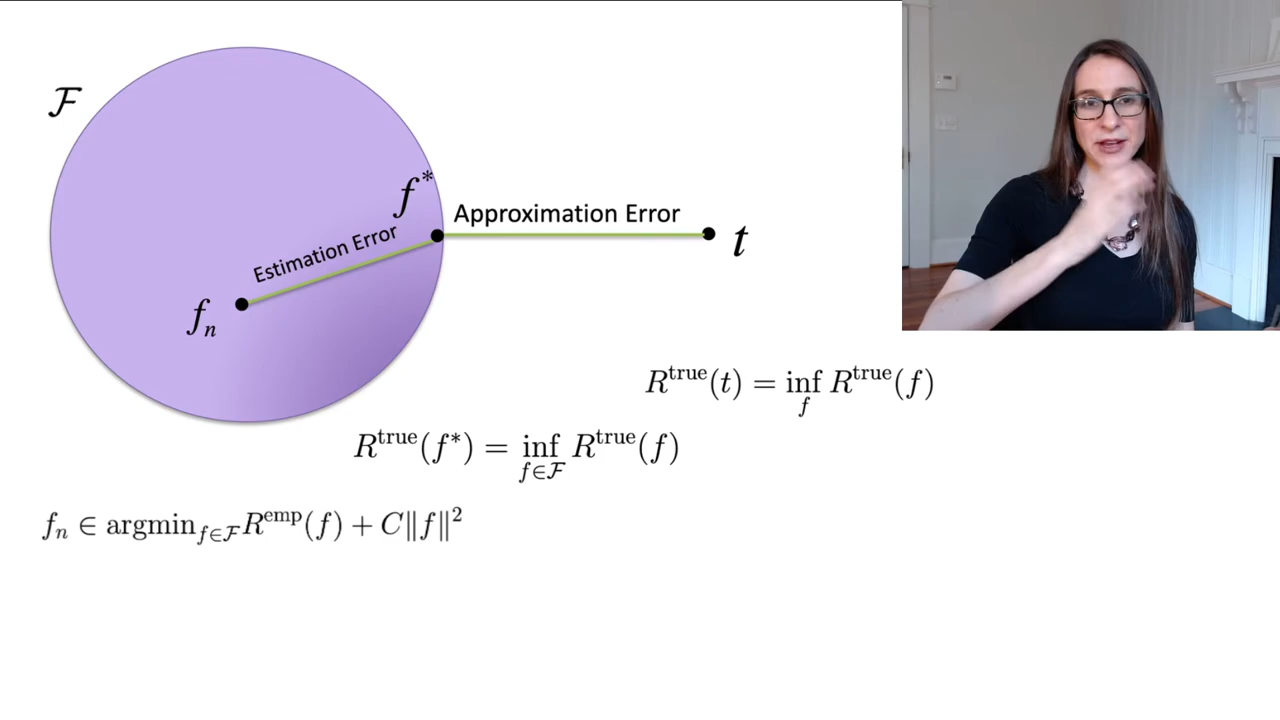 𝓕
f*
Approximation Error
t
Estimation Error
fₙ
R^true(t) = inf_f R^true(f)
R^true(f*) = inf_{f∈𝓕} R^true(f)
fₙ ∈ argmin_{f∈𝓕} R^emp(f) + C‖f‖²